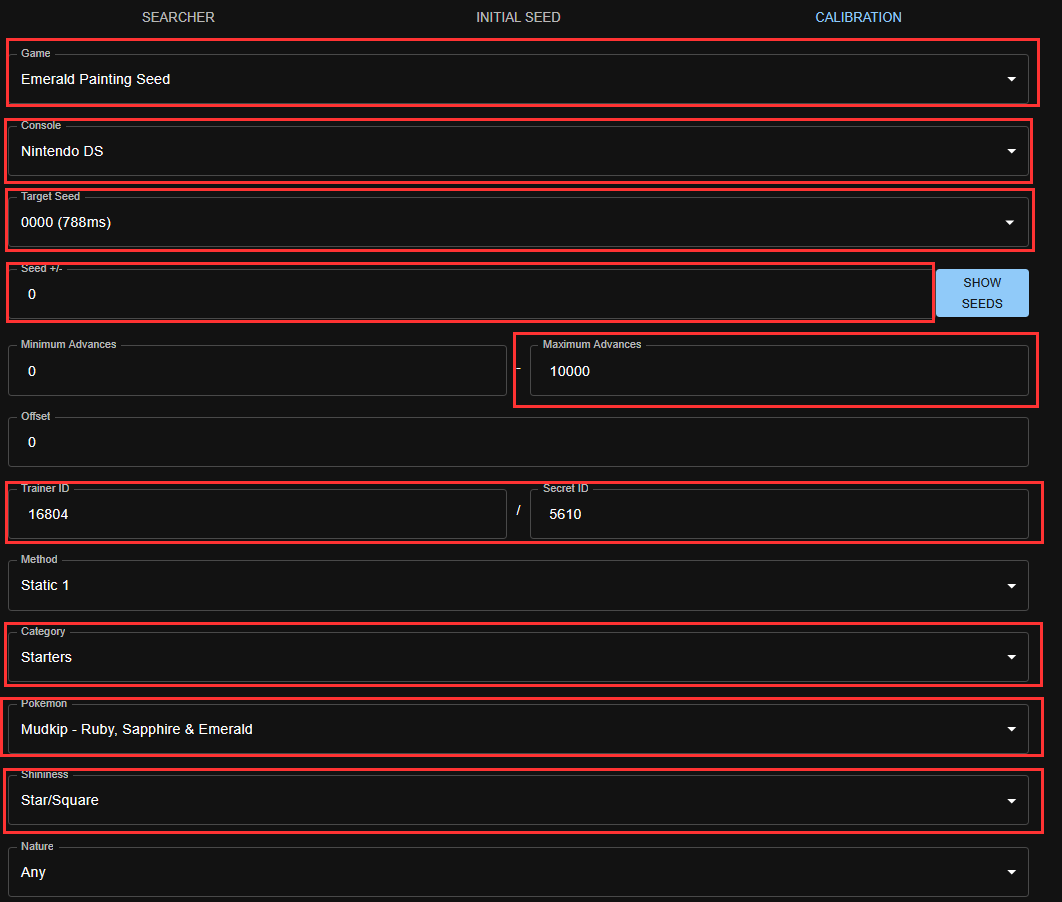 SEARCHER INITIAL SEED CALIBRATION
Game
Emerald Painting Seed
Console
Nintendo DS
Target Seed
0000 (788ms)
Seed +/-
0
SHOW
SEEDS
Minimum Advances
0
-
Maximum Advances
10000
Offset
0
Trainer ID
16804
/
Secret ID
5610
Method
Static 1
Category
Starters
Pokémon
Mudkip - Ruby, Sapphire & Emerald
Shininess
Star/Square
Nature
Any